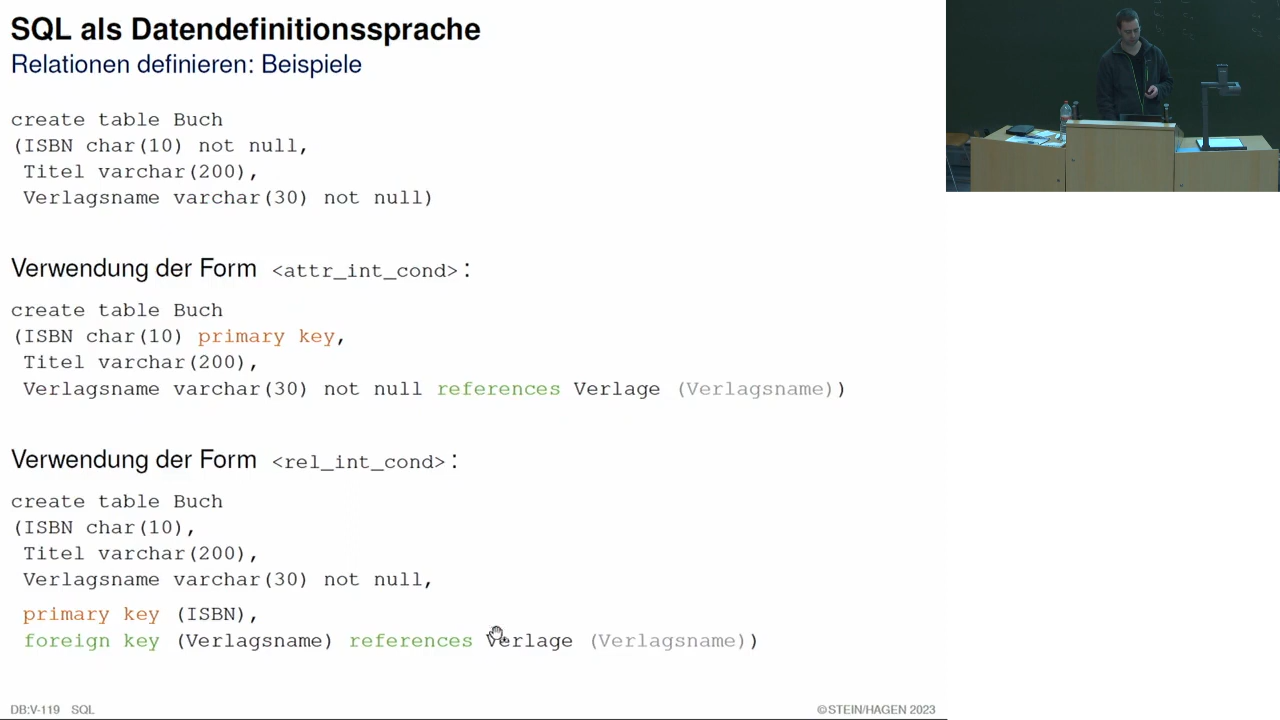 SQL als Datendefinitionssprache
Relationen definieren: Beispiele
create table Buch
(ISBN char(10) not null,
Titel varchar(200),
Verlagsname varchar(30) not null)
Verwendung der Form <attr_int_cond>:
create table Buch
(ISBN char(10) primary key,
Titel varchar(200),
Verlagsname varchar(30) not null references Verlage (Verlagsname))
Verwendung der Form <rel_int_cond>:
create table Buch
(ISBN char(10),
Titel varchar(200),
Verlagsname varchar(30) not null,
primary key (ISBN),
foreign key (Verlagsname) references Verlage (Verlagsname))
DB:V-119 SQL
©STEIN/HAGEN 2023